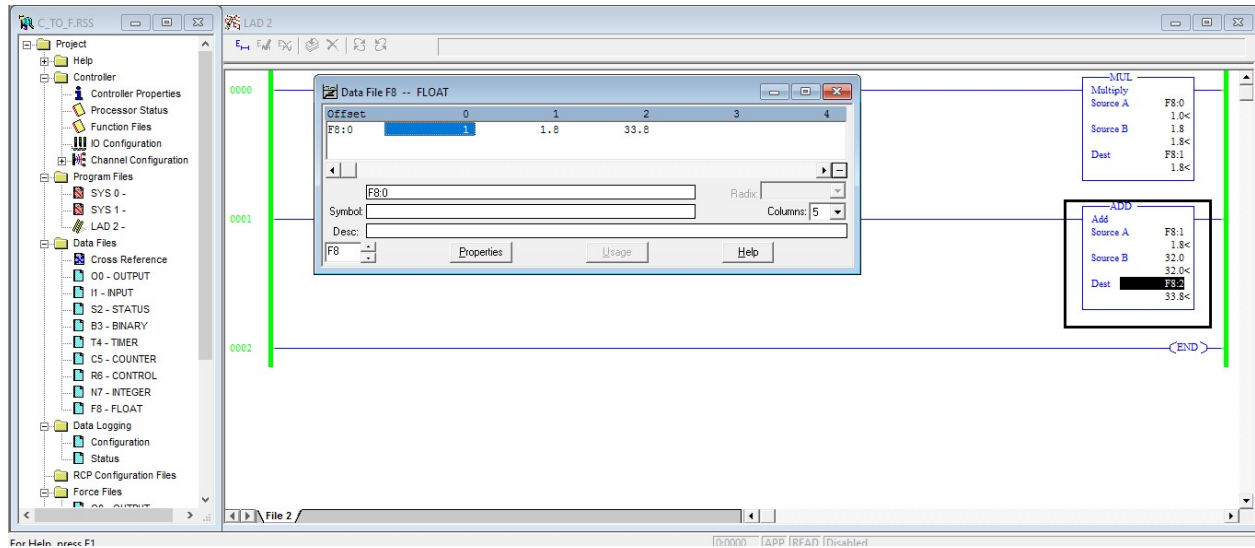 C_TO_F.RSS
Project
Help
Controller
Controller Properties
Processor Status
Function Files
IO Configuration
Channel Configuration
Program Files
SYS 0 -
SYS 1 -
LAD 2 -
Data Files
Cross Reference
O0 - OUTPUT
I1 - INPUT
S2 - STATUS
B3 - BINARY
T4 - TIMER
C5 - COUNTER
R6 - CONTROL
N7 - INTEGER
F8 - FLOAT
Data Logging
Configuration
Status
RCP Configuration Files
Force Files
O0 - OUTPUT
LAD 2
0000
MUL
Multiply
Source A F8:0
1.0<
Source B 1.8
1.8<
Dest F8:1
1.8<
Data File F8 -- FLOAT
Offset 0 1 2 3 4
F8:0 1 1.8 33.8
F8:0
Radix:
Symbol:
Columns: 5
Desc:
F8
Properties
Usage
Help
0001
ADD
Add
Source A F8:1
1.8<
Source B 32.0
32.0<
Dest F8:2
33.8<
0002
END
File 2
For Help, press F1
0:0000 APP READ Disabled